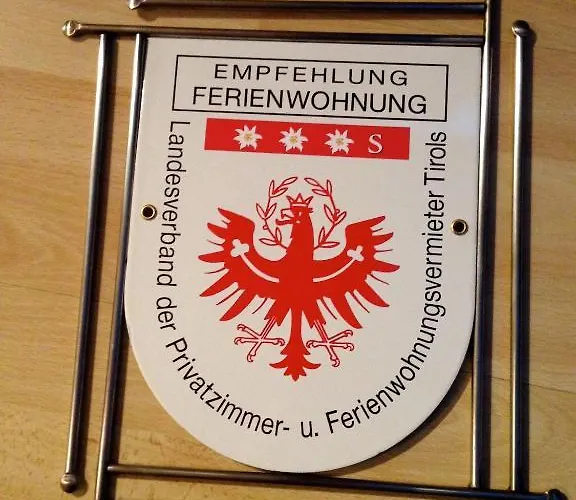 EMPFEHLUNG
FERIENWOHNUNG
S
Landesverband der Privatzimmer- u. Ferienwohnungsvermieter Tirols